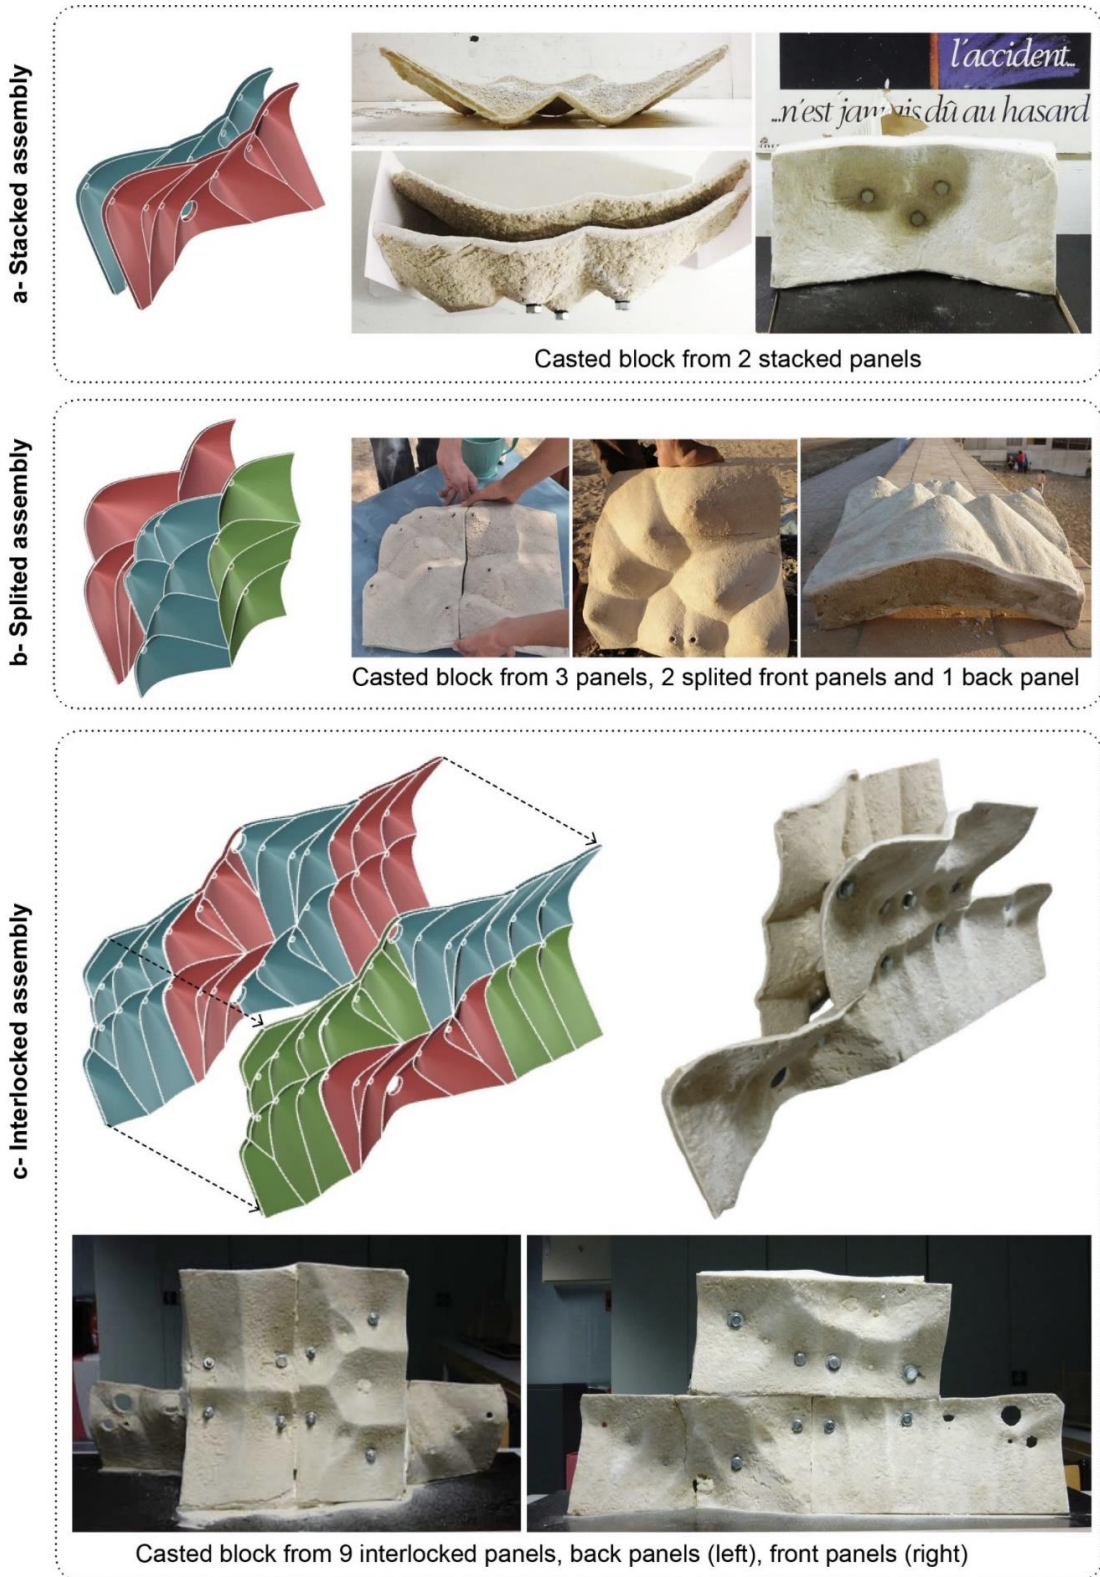 a- Stacked assembly
l'accident...
...n'est jamais dû au hasard
Casted block from 2 stacked panels
b- Splited assembly
Casted block from 3 panels, 2 splited front panels and 1 back panel
c- Interlocked assembly
Casted block from 9 interlocked panels, back panels (left), front panels (right)